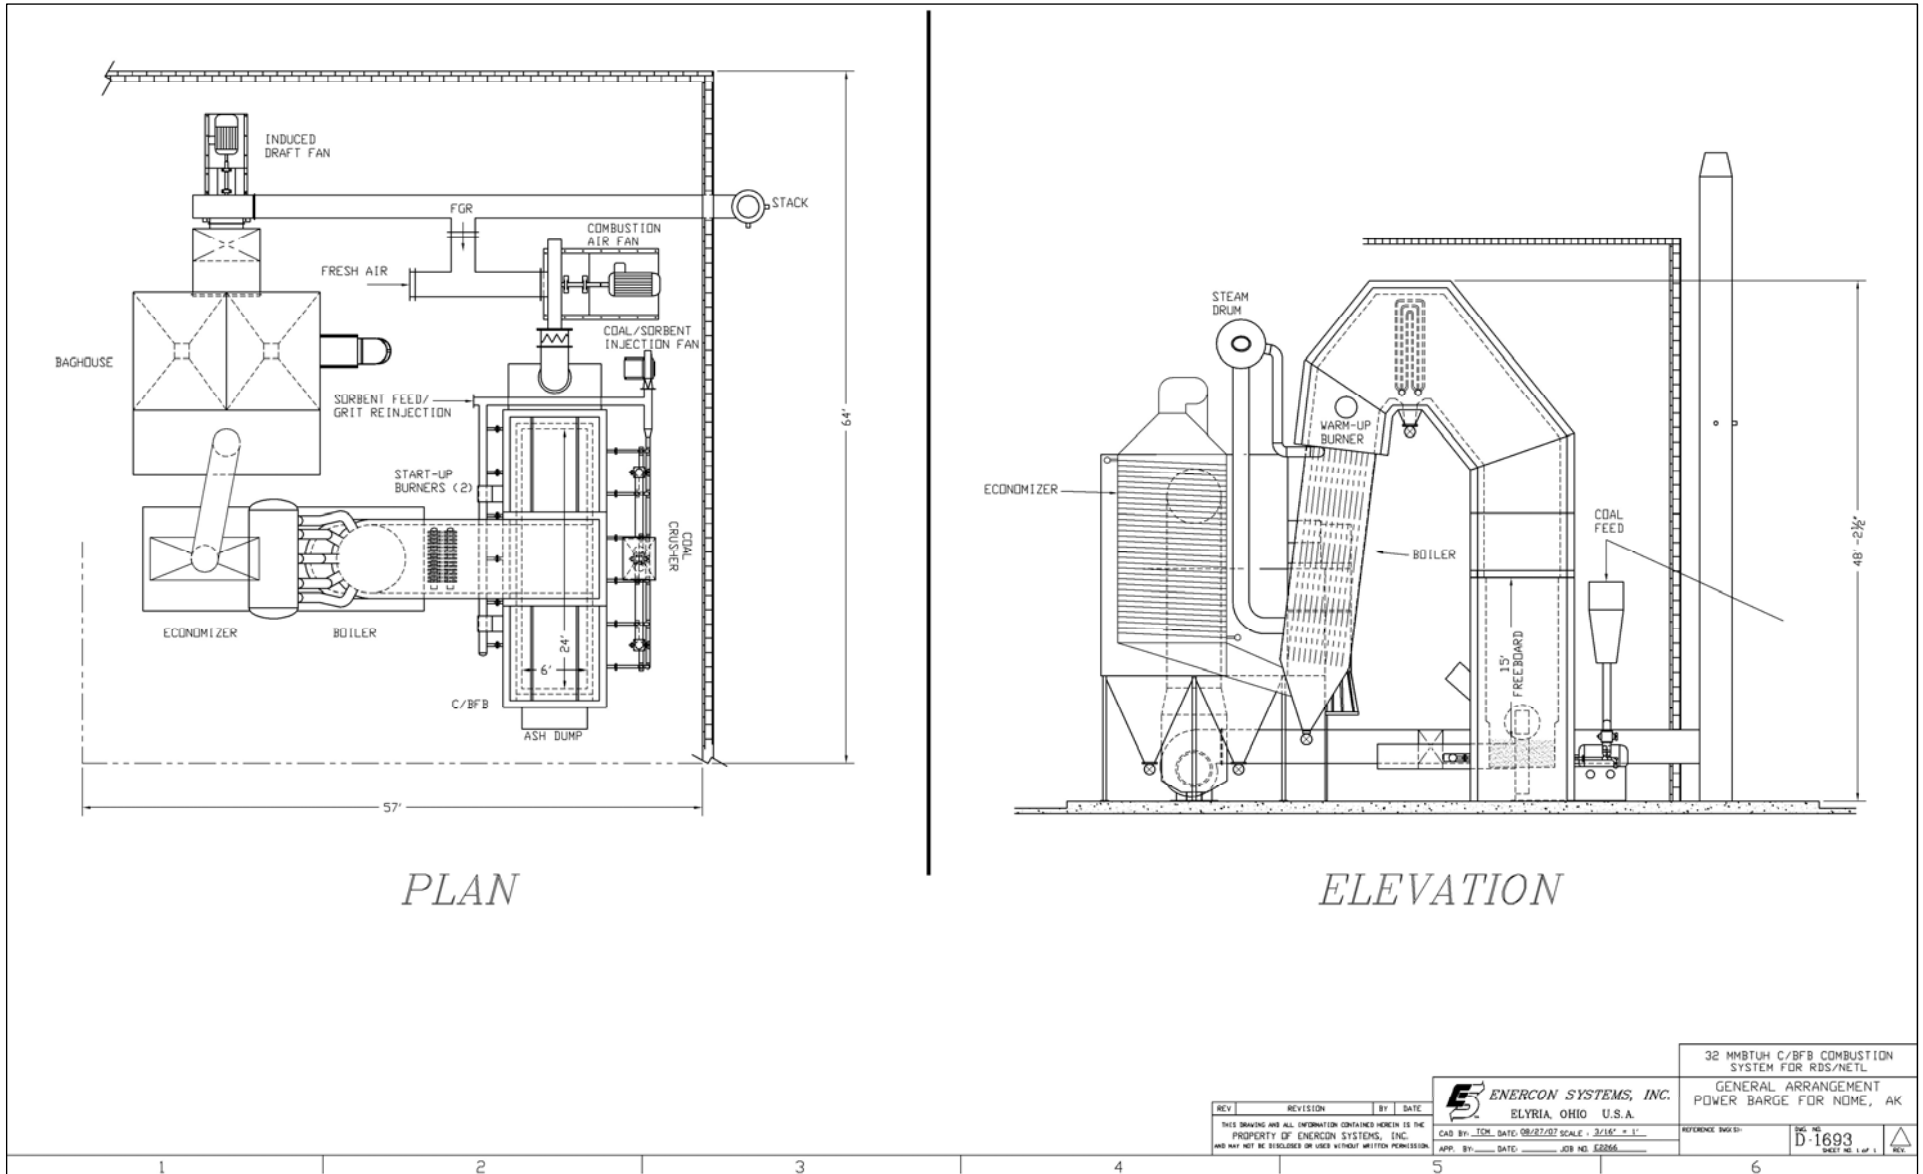 INDUCED
DRAFT FAN
FGR
STACK
COMBUSTION
AIR FAN
FRESH AIR
COAL/SORBENT
INJECTION FAN
BAGHOUSE
SORBENT FEED/
GRIT REINJECTION
64'
START-UP
BURNERS (2)
COAL
CRUSHER
ECONOMIZER
BOILER
24'
6'
C/BFB
ASH DUMP
57'
PLAN
STEAM
DRUM
WARM-UP
BURNER
ECONOMIZER
COAL
FEED
BOILER
48' -2½"
15'
FREEBOARD
ELEVATION
32 MMBTUH C/BFB COMBUSTION
SYSTEM FOR RDS/NETL
GENERAL ARRANGEMENT
POWER BARGE FOR NOME, AK
ENERCON SYSTEMS, INC.
ELYRIA, OHIO U.S.A.
REV REVISION BY DATE
THIS DRAWING AND ALL INFORMATION CONTAINED HEREIN IS THE
PROPERTY OF ENERCON SYSTEMS, INC.
AND MAY NOT BE DISCLOSED OR USED WITHOUT WRITTEN PERMISSION.
CAD BY: TCM DATE: 08/27/07 SCALE : 3/16" = 1'
APP. BY: DATE: JOB NO. E2266
REFERENCE DWG(S):
DWG. NO.
D-1693
SHEET NO. 1 of 1
REV.
1 2 3 4 5 6